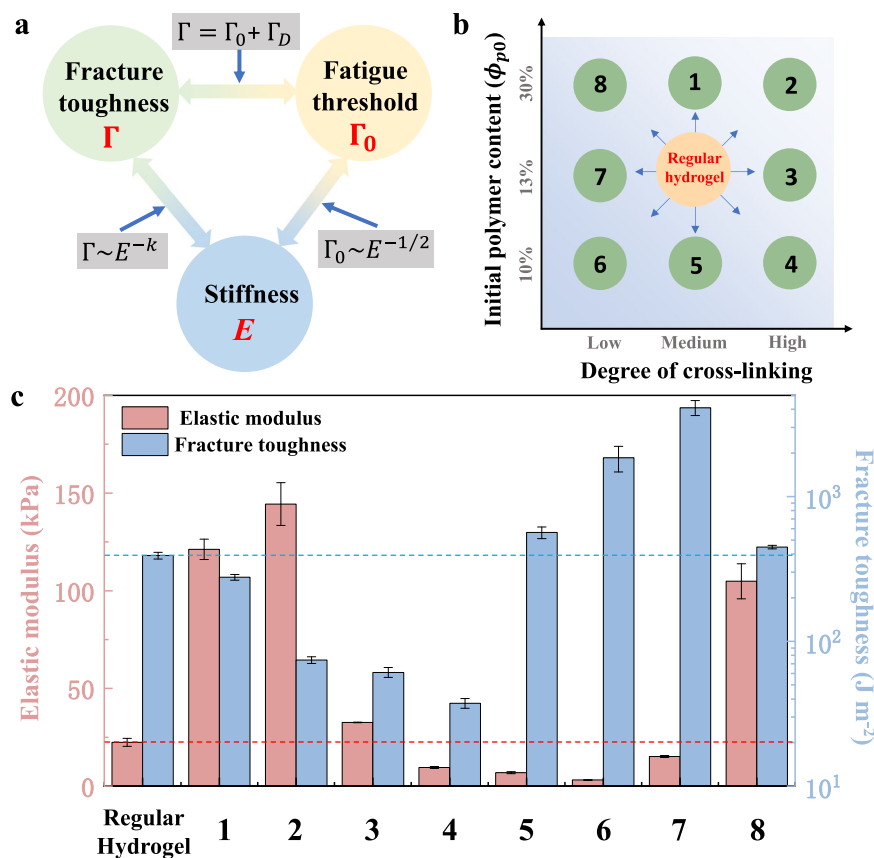 a
Γ = Γ0 + ΓD
Fracture
toughness
Γ
Fatigue
threshold
Γ0
Γ~E^-k
Γ0~E^-1/2
Stiffness
E
b
Initial polymer content (ϕp0)
30%
13%
10%
8
1
2
7
Regular
hydrogel
3
6
5
4
Low
Medium
High
Degree of cross-linking
c
Elastic modulus
Fracture toughness
Elastic modulus (kPa)
200
150
100
50
0
Fracture toughness (J m-2)
10^3
10^2
10^1
Regular
Hydrogel
1
2
3
4
5
6
7
8